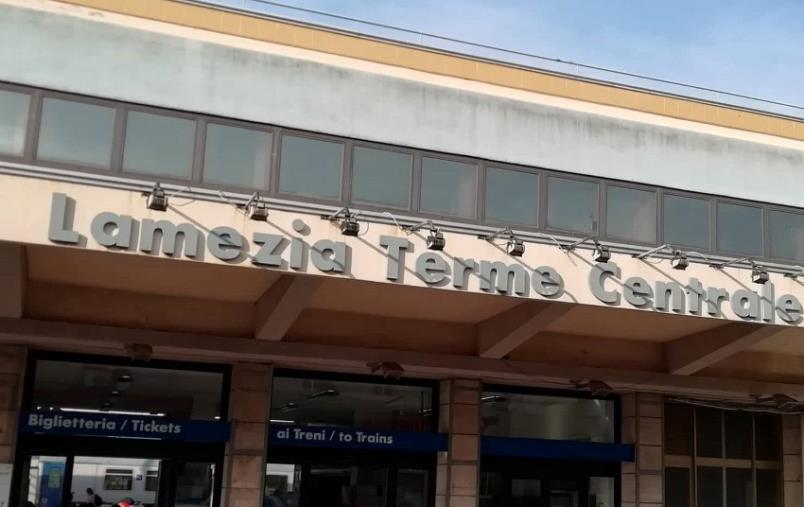 Lamezia Terme Centrale
Biglietteria / Tickets
ai Treni / to Trains